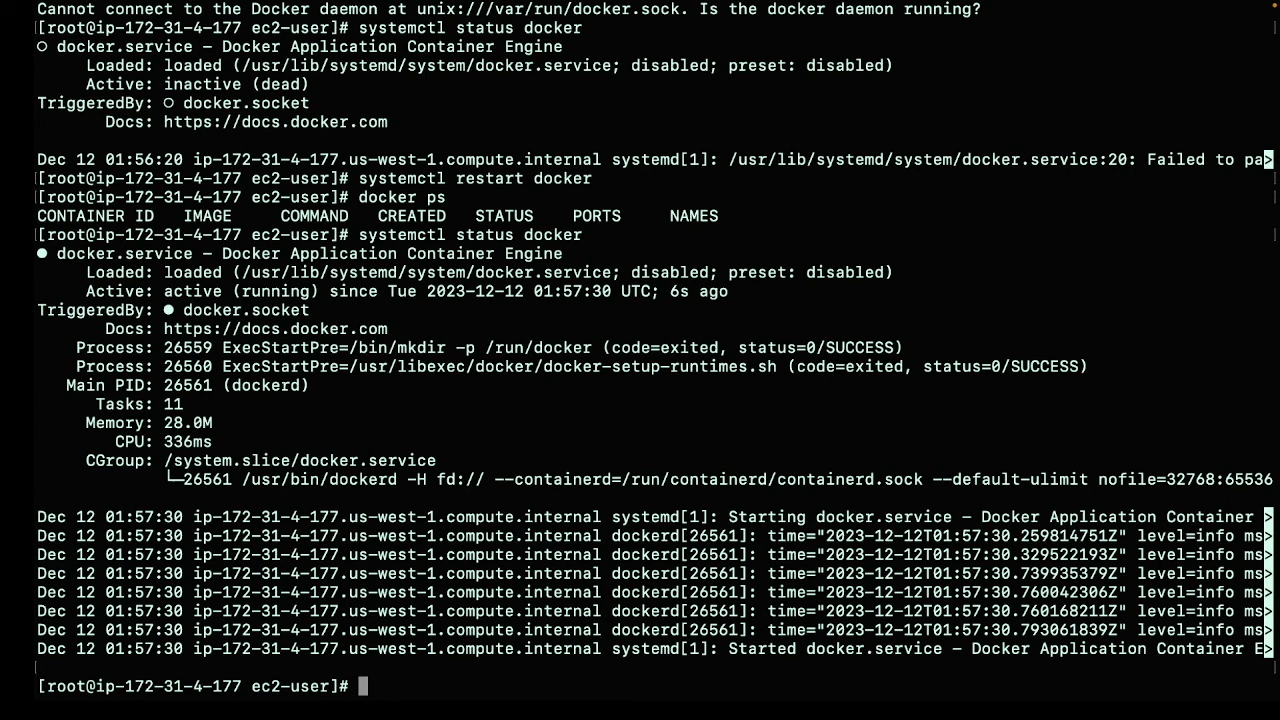 Cannot connect to the Docker daemon at unix:///var/run/docker.sock. Is the docker daemon running?
[root@ip-172-31-4-177 ec2-user]# systemctl status docker
○ docker.service - Docker Application Container Engine
Loaded: loaded (/usr/lib/systemd/system/docker.service; disabled; preset: disabled)
Active: inactive (dead)
TriggeredBy: ○ docker.socket
Docs: https://docs.docker.com
Dec 12 01:56:20 ip-172-31-4-177.us-west-1.compute.internal systemd[1]: /usr/lib/systemd/system/docker.service:20: Failed to pa>
[root@ip-172-31-4-177 ec2-user]# systemctl restart docker
[root@ip-172-31-4-177 ec2-user]# docker ps
CONTAINER ID   IMAGE     COMMAND   CREATED   STATUS    PORTS     NAMES
[root@ip-172-31-4-177 ec2-user]# systemctl status docker
● docker.service - Docker Application Container Engine
Loaded: loaded (/usr/lib/systemd/system/docker.service; disabled; preset: disabled)
Active: active (running) since Tue 2023-12-12 01:57:30 UTC; 6s ago
TriggeredBy: ● docker.socket
Docs: https://docs.docker.com
Process: 26559 ExecStartPre=/bin/mkdir -p /run/docker (code=exited, status=0/SUCCESS)
Process: 26560 ExecStartPre=/usr/libexec/docker/docker-setup-runtimes.sh (code=exited, status=0/SUCCESS)
Main PID: 26561 (dockerd)
Tasks: 11
Memory: 28.0M
CPU: 336ms
CGroup: /system.slice/docker.service
└─26561 /usr/bin/dockerd -H fd:// --containerd=/run/containerd/containerd.sock --default-ulimit nofile=32768:65536
Dec 12 01:57:30 ip-172-31-4-177.us-west-1.compute.internal systemd[1]: Starting docker.service - Docker Application Container >
Dec 12 01:57:30 ip-172-31-4-177.us-west-1.compute.internal dockerd[26561]: time="2023-12-12T01:57:30.259814751Z" level=info ms>
Dec 12 01:57:30 ip-172-31-4-177.us-west-1.compute.internal dockerd[26561]: time="2023-12-12T01:57:30.329522193Z" level=info ms>
Dec 12 01:57:30 ip-172-31-4-177.us-west-1.compute.internal dockerd[26561]: time="2023-12-12T01:57:30.739935379Z" level=info ms>
Dec 12 01:57:30 ip-172-31-4-177.us-west-1.compute.internal dockerd[26561]: time="2023-12-12T01:57:30.760042306Z" level=info ms>
Dec 12 01:57:30 ip-172-31-4-177.us-west-1.compute.internal dockerd[26561]: time="2023-12-12T01:57:30.760168211Z" level=info ms>
Dec 12 01:57:30 ip-172-31-4-177.us-west-1.compute.internal dockerd[26561]: time="2023-12-12T01:57:30.793061839Z" level=info ms>
Dec 12 01:57:30 ip-172-31-4-177.us-west-1.compute.internal systemd[1]: Started docker.service - Docker Application Container E>
[root@ip-172-31-4-177 ec2-user]#